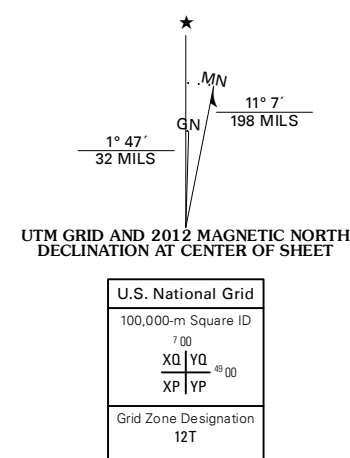 ★
MN
11° 7´
198 MILS
GN
1° 47´
32 MILS
UTM GRID AND 2012 MAGNETIC NORTH
DECLINATION AT CENTER OF SHEET
U.S. National Grid
100,000-m Square ID
7 00
XQ YQ
49 00
XP YP
Grid Zone Designation
12T